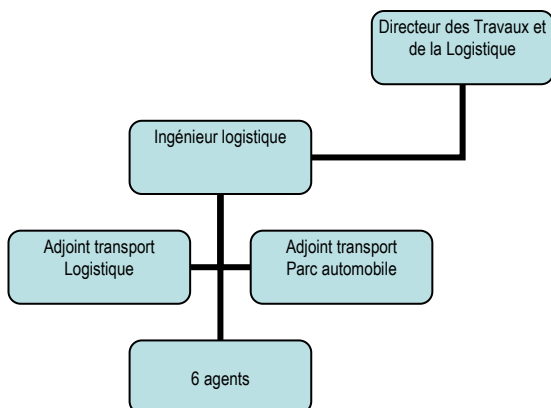 Directeur des Travaux et
de la Logistique
Ingénieur logistique
Adjoint transport
Logistique
Adjoint transport
Parc automobile
6 agents